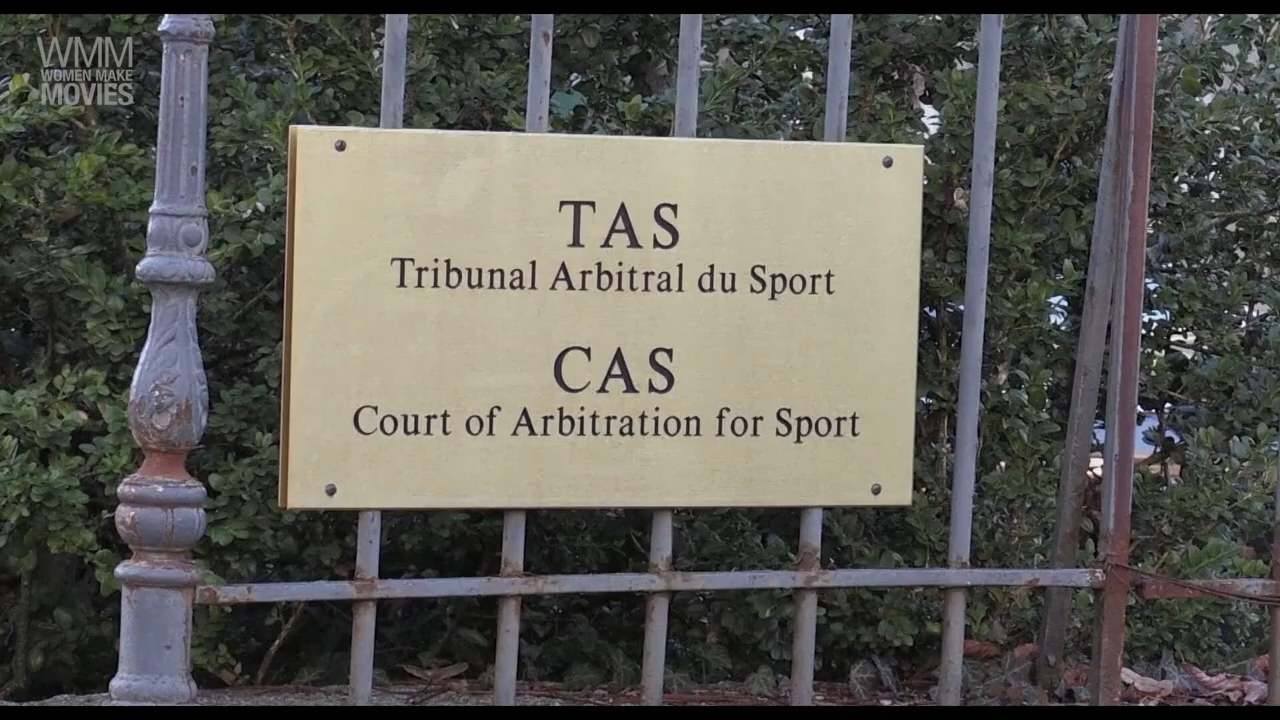 WMM
WOMEN MAKE
MOVIES
TAS
Tribunal Arbitral du Sport
CAS
Court of Arbitration for Sport